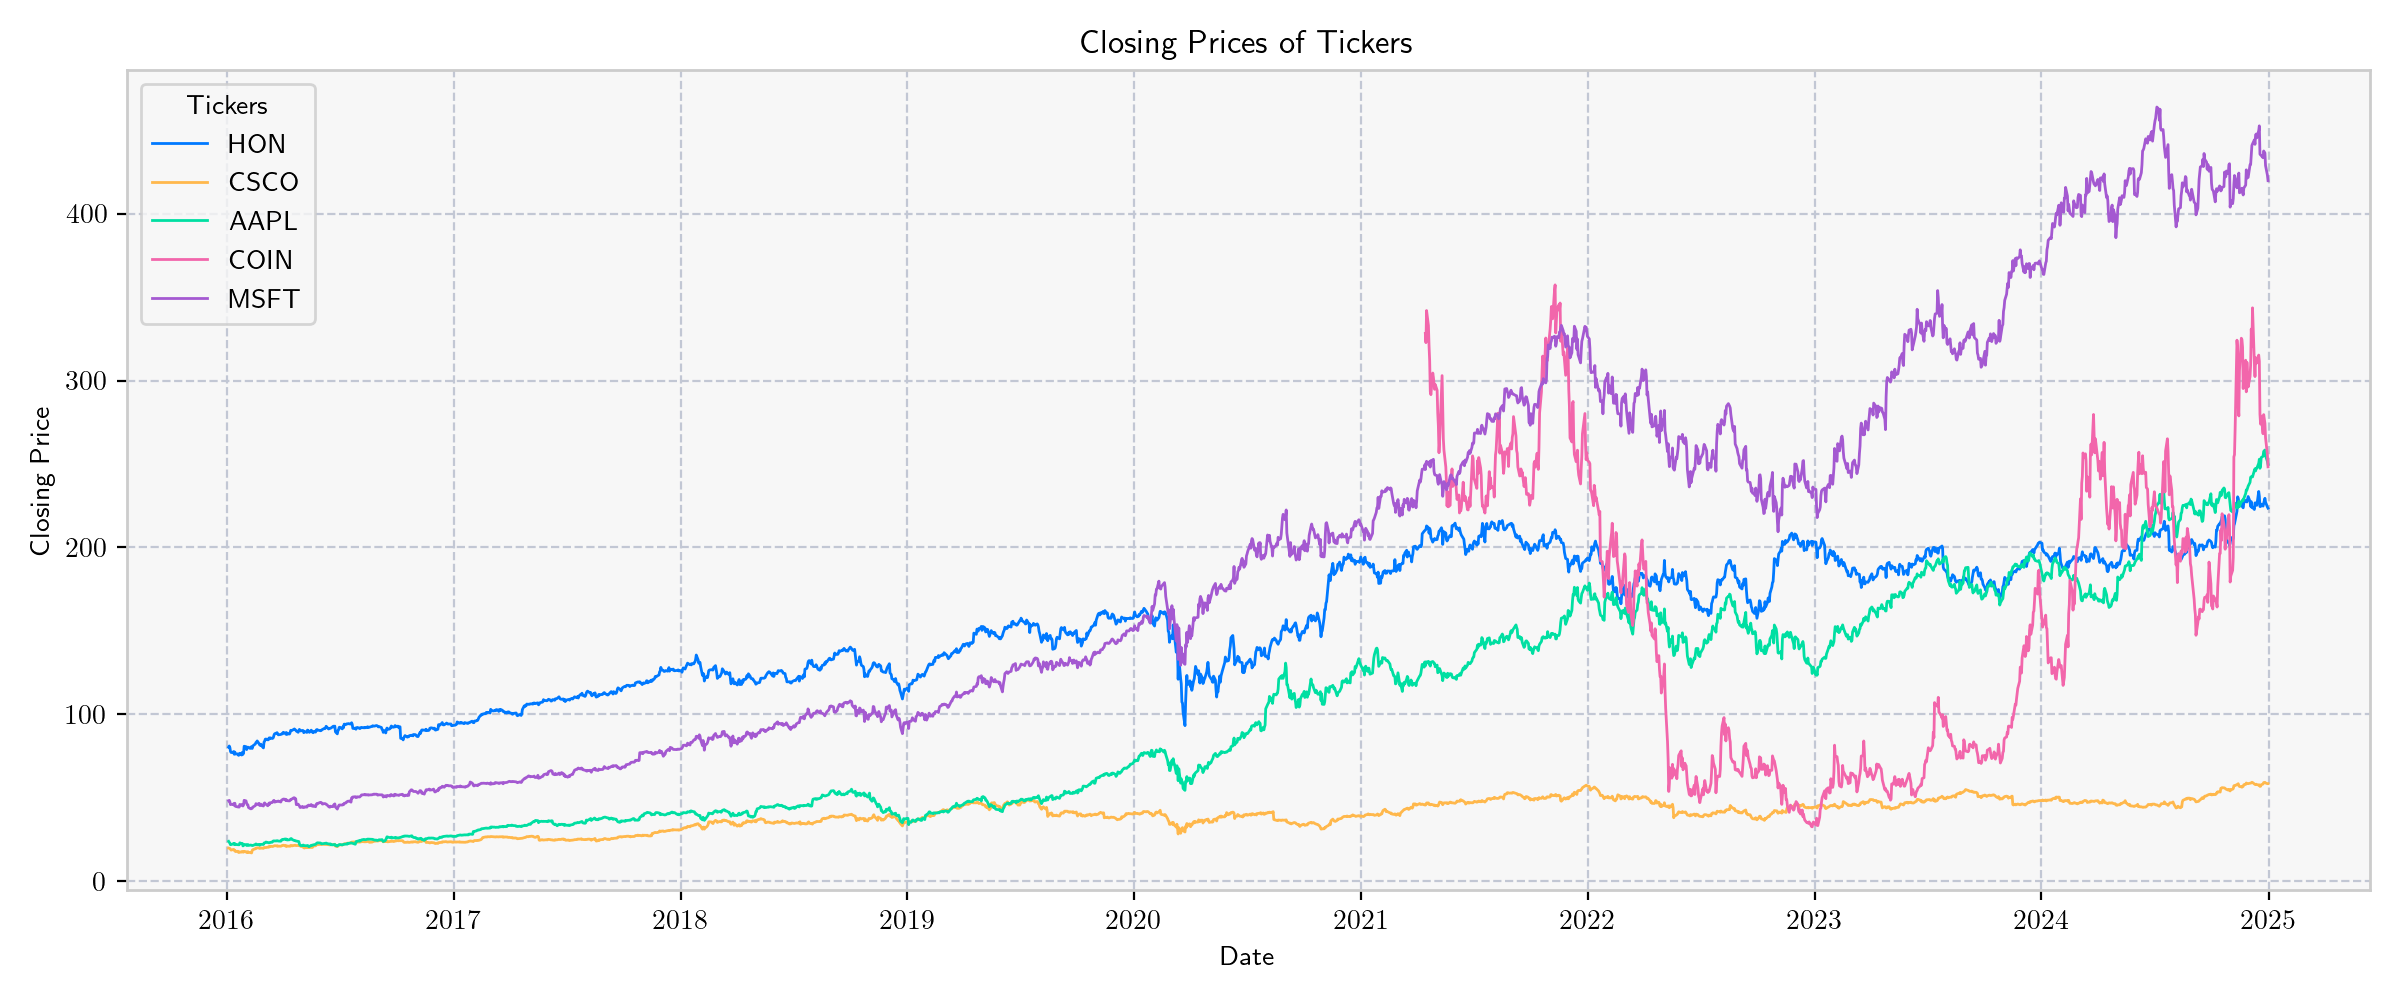 Closing Prices of Tickers
Tickers
HON
CSCO
AAPL
COIN
MSFT
Closing Price
400
300
200
100
0
2016 2017 2018 2019 2020 2021 2022 2023 2024 2025
Date